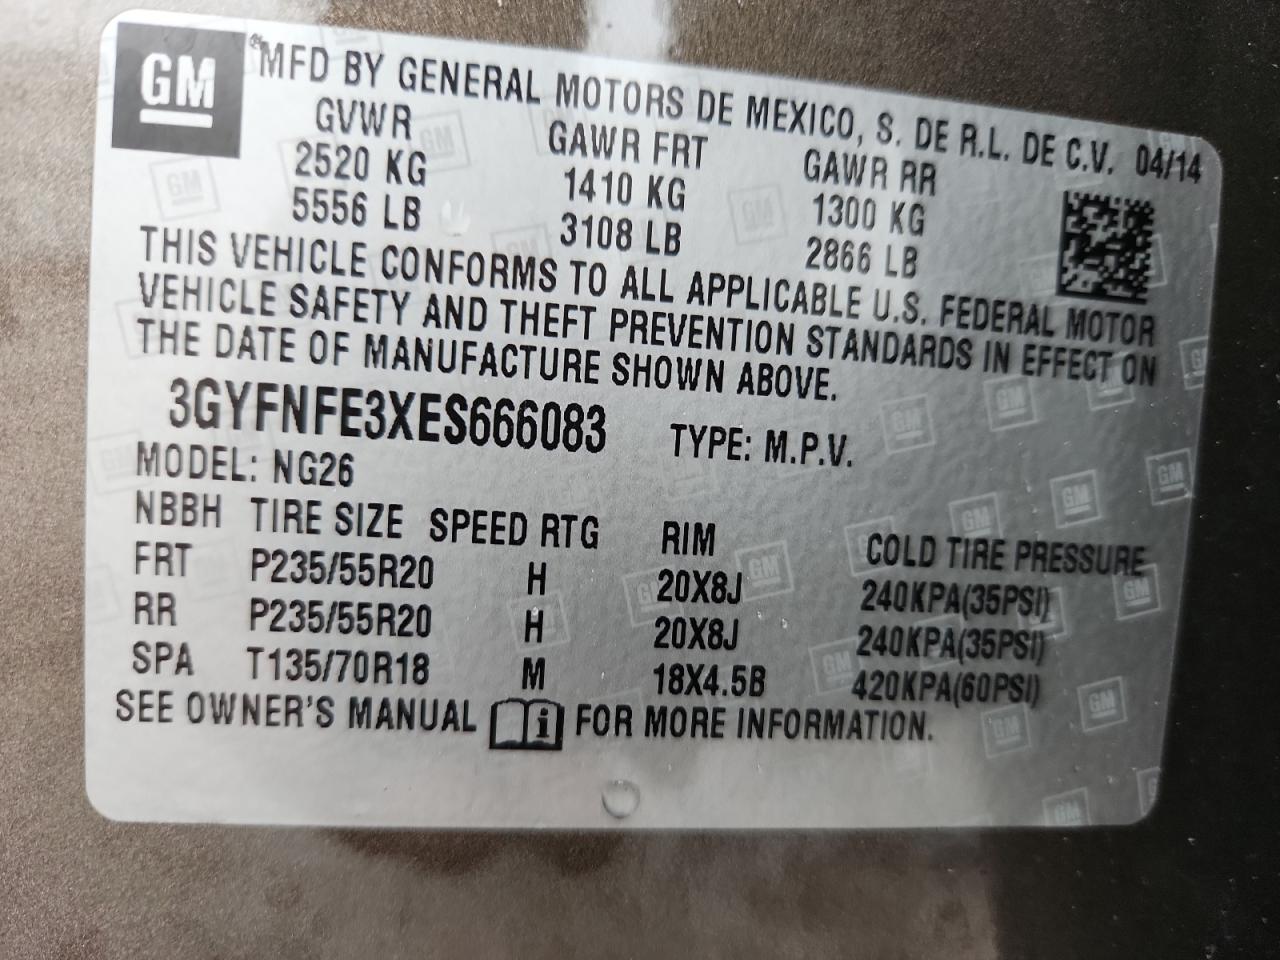 GM
MFD BY GENERAL MOTORS DE MEXICO, S. DE R.L. DE C.V. 04/14
GVWR GAWR FRT GAWR RR
2520 KG 1410 KG 1300 KG
5556 LB 3108 LB 2866 LB
THIS VEHICLE CONFORMS TO ALL APPLICABLE U.S. FEDERAL MOTOR
VEHICLE SAFETY AND THEFT PREVENTION STANDARDS IN EFFECT ON
THE DATE OF MANUFACTURE SHOWN ABOVE.
3GYFNFE3XES666083 TYPE: M.P.V.
MODEL: NG26
NBBH TIRE SIZE SPEED RTG RIM COLD TIRE PRESSURE
FRT P235/55R20 H 20X8J 240KPA(35PSI)
RR P235/55R20 H 20X8J 240KPA(35PSI)
SPA T135/70R18 M 18X4.5B 420KPA(60PSI)
SEE OWNER'S MANUAL i FOR MORE INFORMATION.